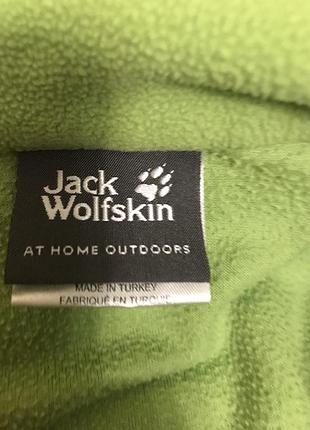 Jack
Wolfskin
AT HOME OUTDOORS
MADE IN TURKEY
FABRIQUÉ EN TURQUIE